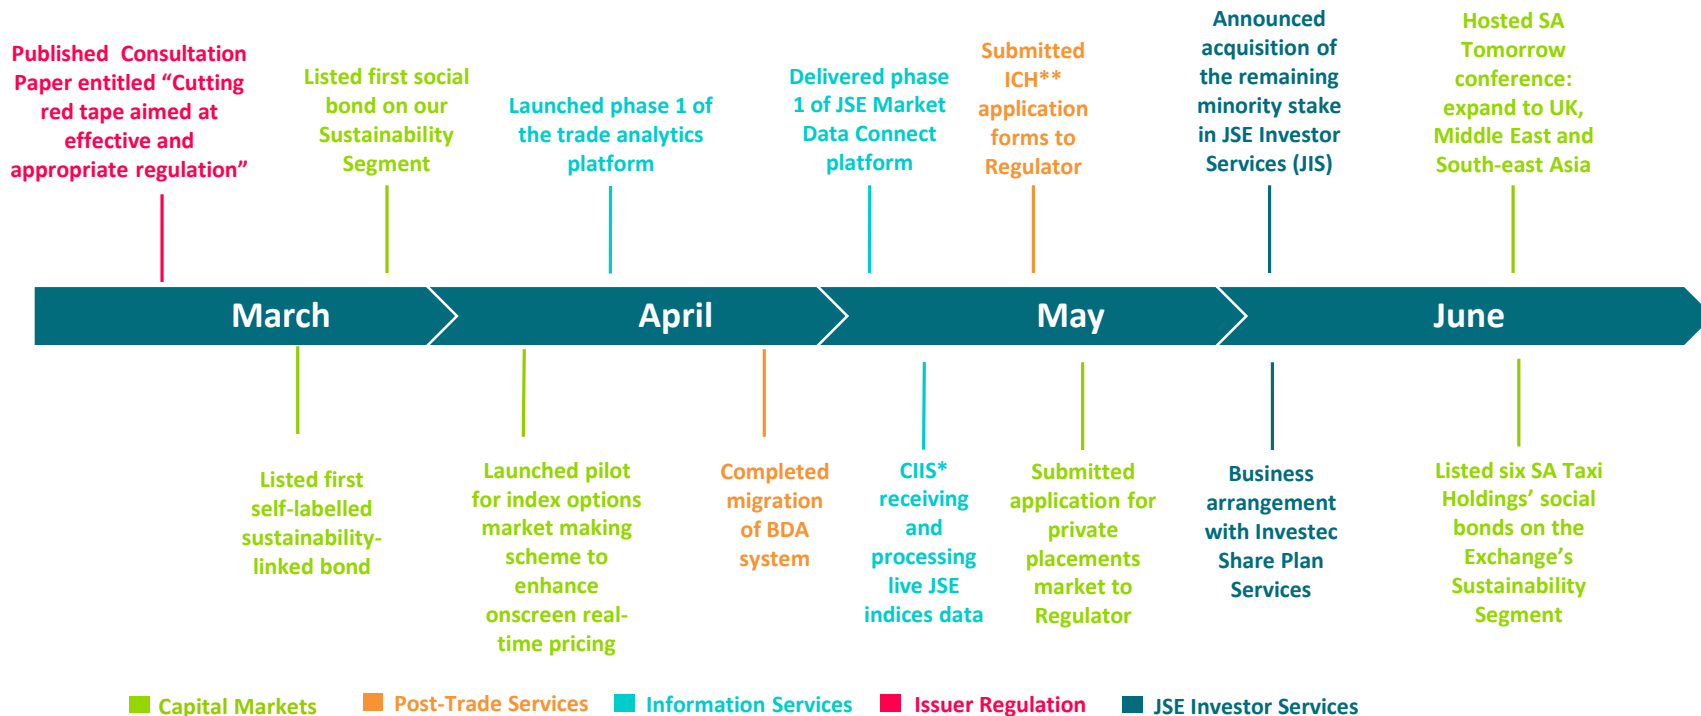 Published Consultation
Paper entitled “Cutting
red tape aimed at
effective and
appropriate regulation”
Listed first social
bond on our
Sustainability
Segment
Launched phase 1 of
the trade analytics
platform
Delivered phase
1 of JSE Market
Data Connect
platform
Submitted
ICH**
application
forms to
Regulator
Announced
acquisition of
the remaining
minority stake
in JSE Investor
Services (JIS)
Hosted SA
Tomorrow
conference:
expand to UK,
Middle East and
South-east Asia
March
April
May
June
Listed first
self-labelled
sustainability-
linked bond
Launched pilot
for index options
market making
scheme to
enhance
onscreen real-
time pricing
Completed
migration
of BDA
system
CIIS*
receiving
and
processing
live JSE
indices data
Submitted
application for
private
placements
market to
Regulator
Business
arrangement
with Investec
Share Plan
Services
Listed six SA Taxi
Holdings’ social
bonds on the
Exchange’s
Sustainability
Segment
Capital Markets
Post-Trade Services
Information Services
Issuer Regulation
JSE Investor Services